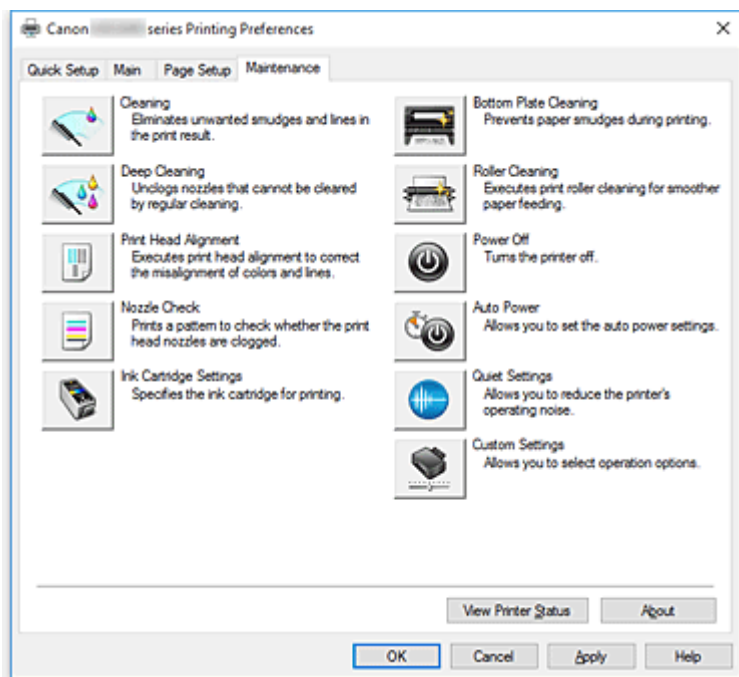 Canon series Printing Preferences
Quick Setup Main Page Setup Maintenance
Cleaning
Eliminates unwanted smudges and lines in
the print result.
Deep Cleaning
Unclogs nozzles that cannot be cleared
by regular cleaning.
Print Head Alignment
Executes print head alignment to correct
the misalignment of colors and lines.
Nozzle Check
Prints a pattern to check whether the print
head nozzles are clogged.
Ink Cartridge Settings
Specifies the ink cartridge for printing.
Bottom Plate Cleaning
Prevents paper smudges during printing.
Roller Cleaning
Executes print roller cleaning for smoother
paper feeding.
Power Off
Turns the printer off.
Auto Power
Allows you to set the auto power settings.
Quiet Settings
Allows you to reduce the printer's
operating noise.
Custom Settings
Allows you to select operation options.
View Printer Status About
OK Cancel Apply Help